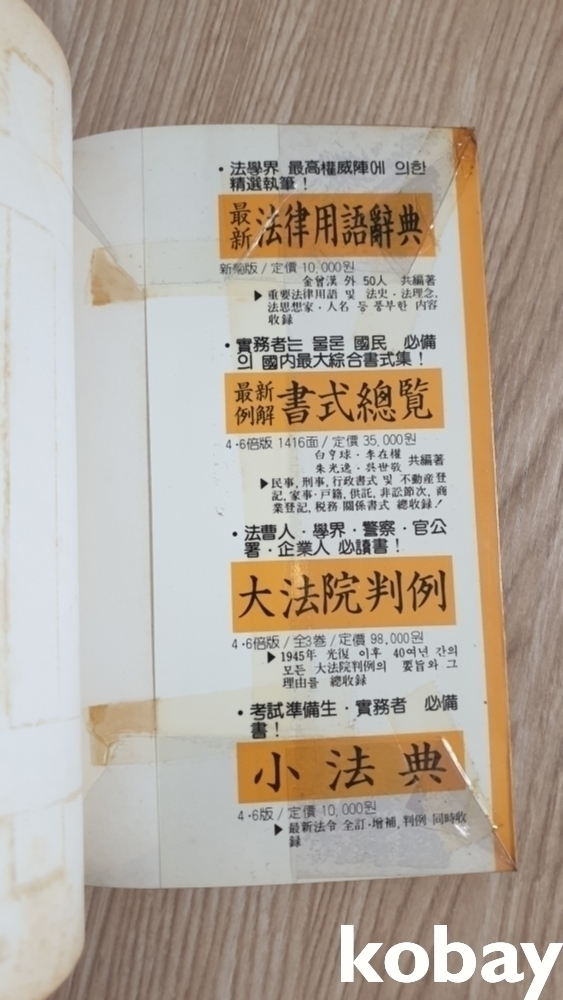 • 法學界 最高權威陣에 의한
精選執筆!
最新 法律用語辭典
新菊版 / 定價 10,000원
金曾漢 外 50人 共編著
▶ 重要法律用語 및 法史·法理念,
法思想家·人名 등 풍부한 內容
收錄
• 實務者는 물론 國民 必備
의 國內最大綜合書式集!
最新例解 書式總覽
4·6倍版 1416面 / 定價 35,000원
白亨球·李在權
朱光逸·吳世敬 共編著
▶ 民事, 刑事, 行政書式 및 不動産登
記, 家事·戸籍, 供託, 非訟節次, 商
業登記, 税務 關係書式 總收錄!
• 法曹人·學界·警察·官公
署·企業人 必讀書!
大法院判例
4·6倍版 / 全3巻 / 定價 98,000원
▶ 1945年 光復 이후 40여년 간의
모든 大法院判例의 要旨와 그
理由를 總收錄
• 考試準備生·實務者 必備
書!
小法典
4·6版 / 定價 10,000원
▶ 最新法令 全訂·增補, 判例 同時收
錄
kobay